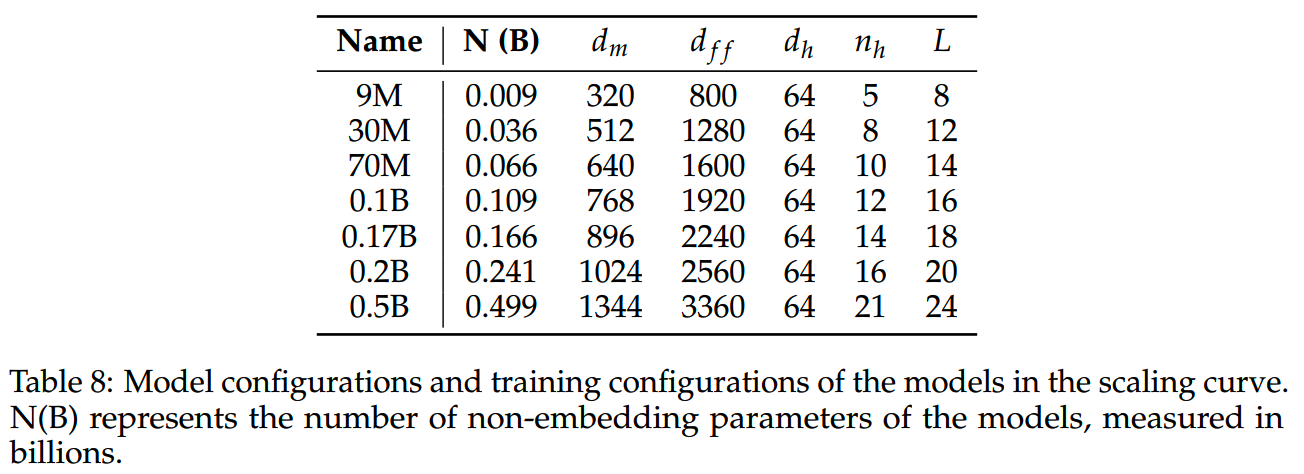 Name N (B) d_m d_ff d_h n_h L
9M 0.009 320 800 64 5 8
30M 0.036 512 1280 64 8 12
70M 0.066 640 1600 64 10 14
0.1B 0.109 768 1920 64 12 16
0.17B 0.166 896 2240 64 14 18
0.2B 0.241 1024 2560 64 16 20
0.5B 0.499 1344 3360 64 21 24
Table 8: Model configurations and training configurations of the models in the scaling curve.
N(B) represents the number of non-embedding parameters of the models, measured in
billions.